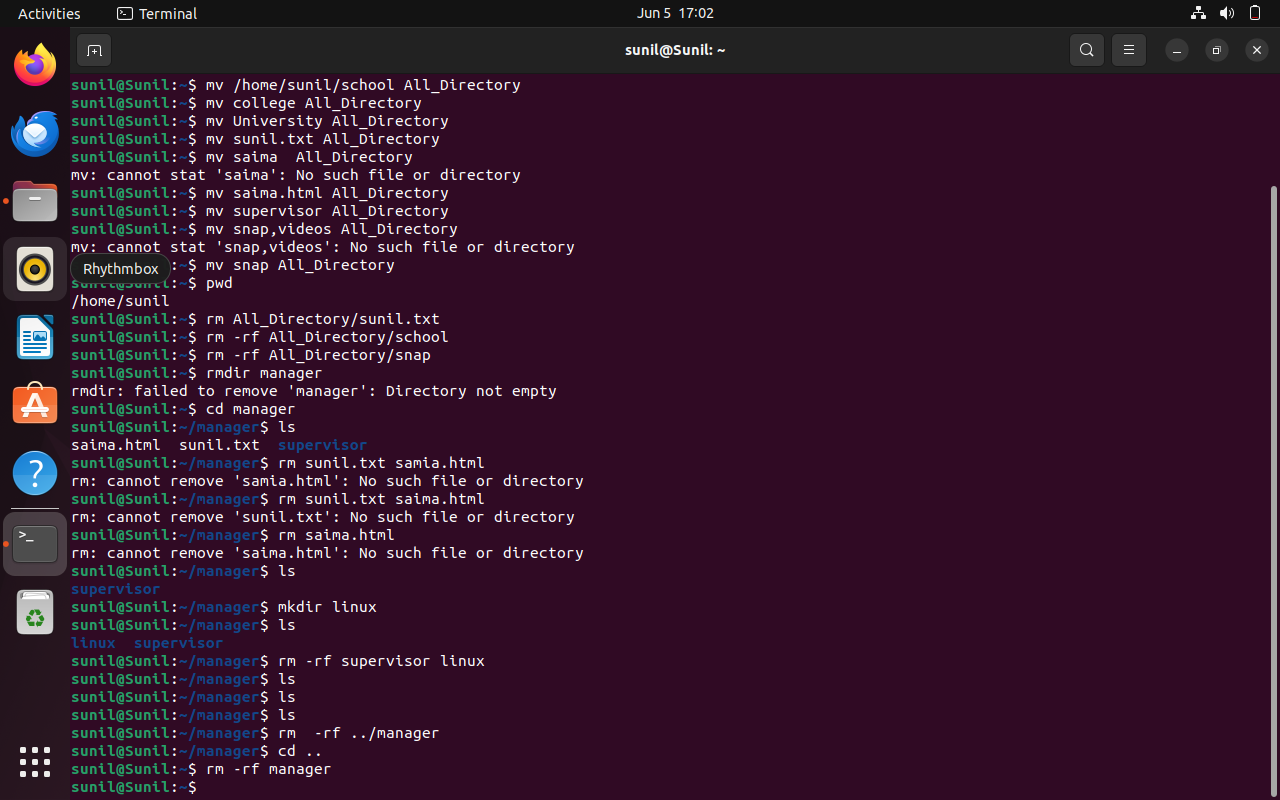 Activities
Terminal
Jun 5 17:02
sunil@Sunil: ~
sunil@Sunil:~$ mv /home/sunil/school All_Directory
sunil@Sunil:~$ mv college All_Directory
sunil@Sunil:~$ mv University All_Directory
sunil@Sunil:~$ mv sunil.txt All_Directory
sunil@Sunil:~$ mv saima  All_Directory
mv: cannot stat 'saima': No such file or directory
sunil@Sunil:~$ mv saima.html All_Directory
sunil@Sunil:~$ mv supervisor All_Directory
sunil@Sunil:~$ mv snap,videos All_Directory
mv: cannot stat 'snap,videos': No such file or directory
:~$ mv snap All_Directory
Rhythmbox
sunil@Sunil:~$ pwd
/home/sunil
sunil@Sunil:~$ rm All_Directory/sunil.txt
sunil@Sunil:~$ rm -rf All_Directory/school
sunil@Sunil:~$ rm -rf All_Directory/snap
sunil@Sunil:~$ rmdir manager
rmdir: failed to remove 'manager': Directory not empty
sunil@Sunil:~$ cd manager
sunil@Sunil:~/manager$ ls
saima.html  sunil.txt  supervisor
sunil@Sunil:~/manager$ rm sunil.txt samia.html
rm: cannot remove 'samia.html': No such file or directory
sunil@Sunil:~/manager$ rm sunil.txt saima.html
rm: cannot remove 'sunil.txt': No such file or directory
sunil@Sunil:~/manager$ rm saima.html
rm: cannot remove 'saima.html': No such file or directory
sunil@Sunil:~/manager$ ls
supervisor
sunil@Sunil:~/manager$ mkdir linux
sunil@Sunil:~/manager$ ls
linux  supervisor
sunil@Sunil:~/manager$ rm -rf supervisor linux
sunil@Sunil:~/manager$ ls
sunil@Sunil:~/manager$ ls
sunil@Sunil:~/manager$ ls
sunil@Sunil:~/manager$ rm  -rf ../manager
sunil@Sunil:~/manager$ cd ..
sunil@Sunil:~$ rm -rf manager
sunil@Sunil:~$